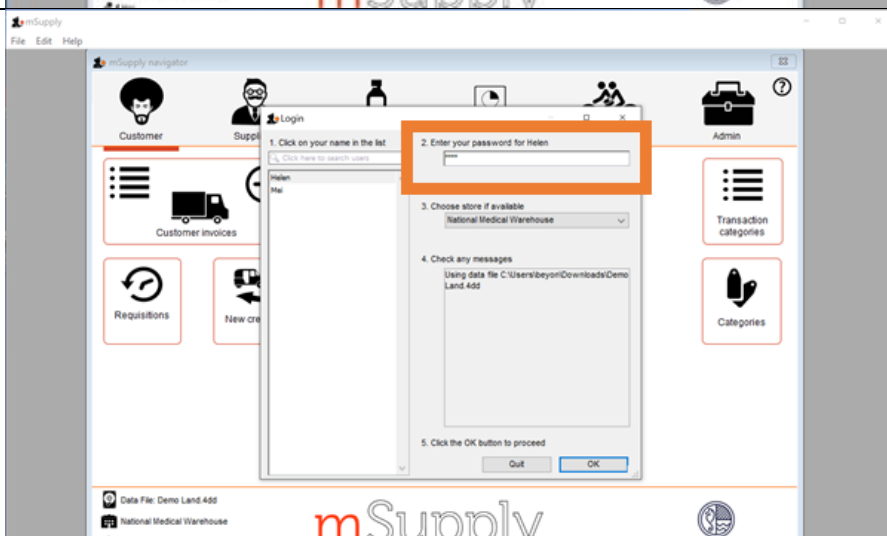 mSupply
mSupply
File Edit Help
mSupply navigator
Customer
Suppl
Admin
Login
1. Click on your name in the list
Click here to search users
Helen
Mai
2. Enter your password for Helen
****
3. Choose store if available
National Medical Warehouse
4. Check any messages
Using data file C:\Users\beyon\Downloads\Demo
Land.4dd
5. Click the OK button to proceed
Quit OK
Customer invoices
Transaction
categories
Requisitions
New cre
Categories
Data File: Demo Land.4dd
National Medical Warehouse
mSupply